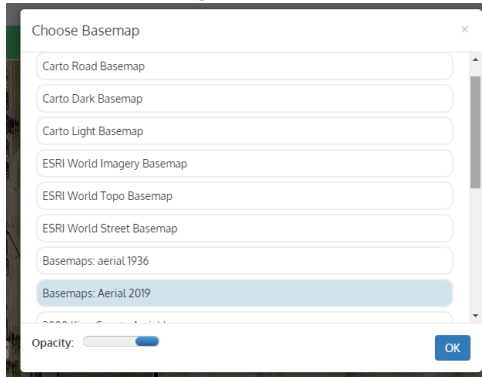 Choose Basemap
×
Carto Road Basemap
Carto Dark Basemap
Carto Light Basemap
ESRI World Imagery Basemap
ESRI World Topo Basemap
ESRI World Street Basemap
Basemaps: aerial 1936
Basemaps: Aerial 2019
Opacity:
OK